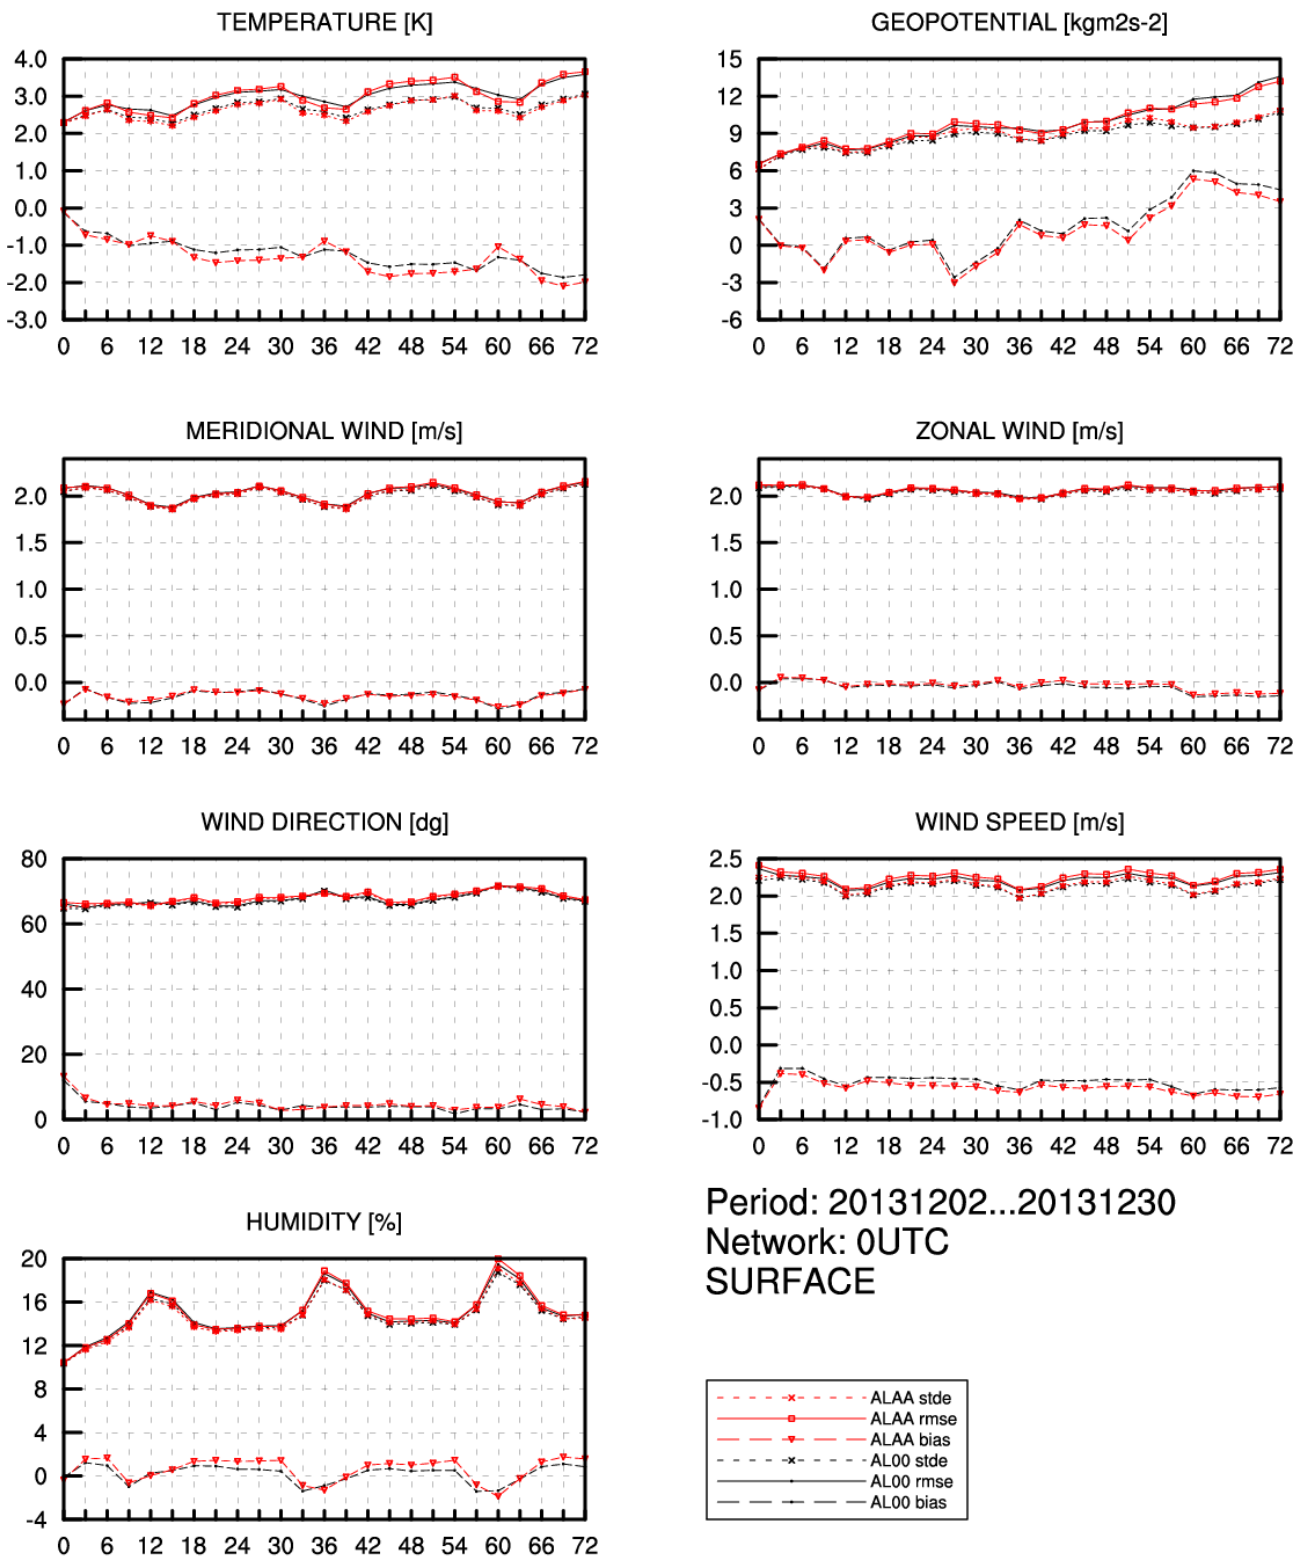 TEMPERATURE [K]
4.0
3.0
2.0
1.0
0.0
-1.0
-2.0
-3.0
0 6 12 18 24 30 36 42 48 54 60 66 72
GEOPOTENTIAL [kgm2s-2]
15
12
9
6
3
0
-3
-6
0 6 12 18 24 30 36 42 48 54 60 66 72
MERIDIONAL WIND [m/s]
2.0
1.5
1.0
0.5
0.0
0 6 12 18 24 30 36 42 48 54 60 66 72
ZONAL WIND [m/s]
2.0
1.5
1.0
0.5
0.0
0 6 12 18 24 30 36 42 48 54 60 66 72
WIND DIRECTION [dg]
80
60
40
20
0
0 6 12 18 24 30 36 42 48 54 60 66 72
WIND SPEED [m/s]
2.5
2.0
1.5
1.0
0.5
0.0
-0.5
-1.0
0 6 12 18 24 30 36 42 48 54 60 66 72
HUMIDITY [%]
20
16
12
8
4
0
-4
0 6 12 18 24 30 36 42 48 54 60 66 72
Period: 20131202...20131230
Network: 0UTC
SURFACE
ALAA stde
ALAA rmse
ALAA bias
AL00 stde
AL00 rmse
AL00 bias